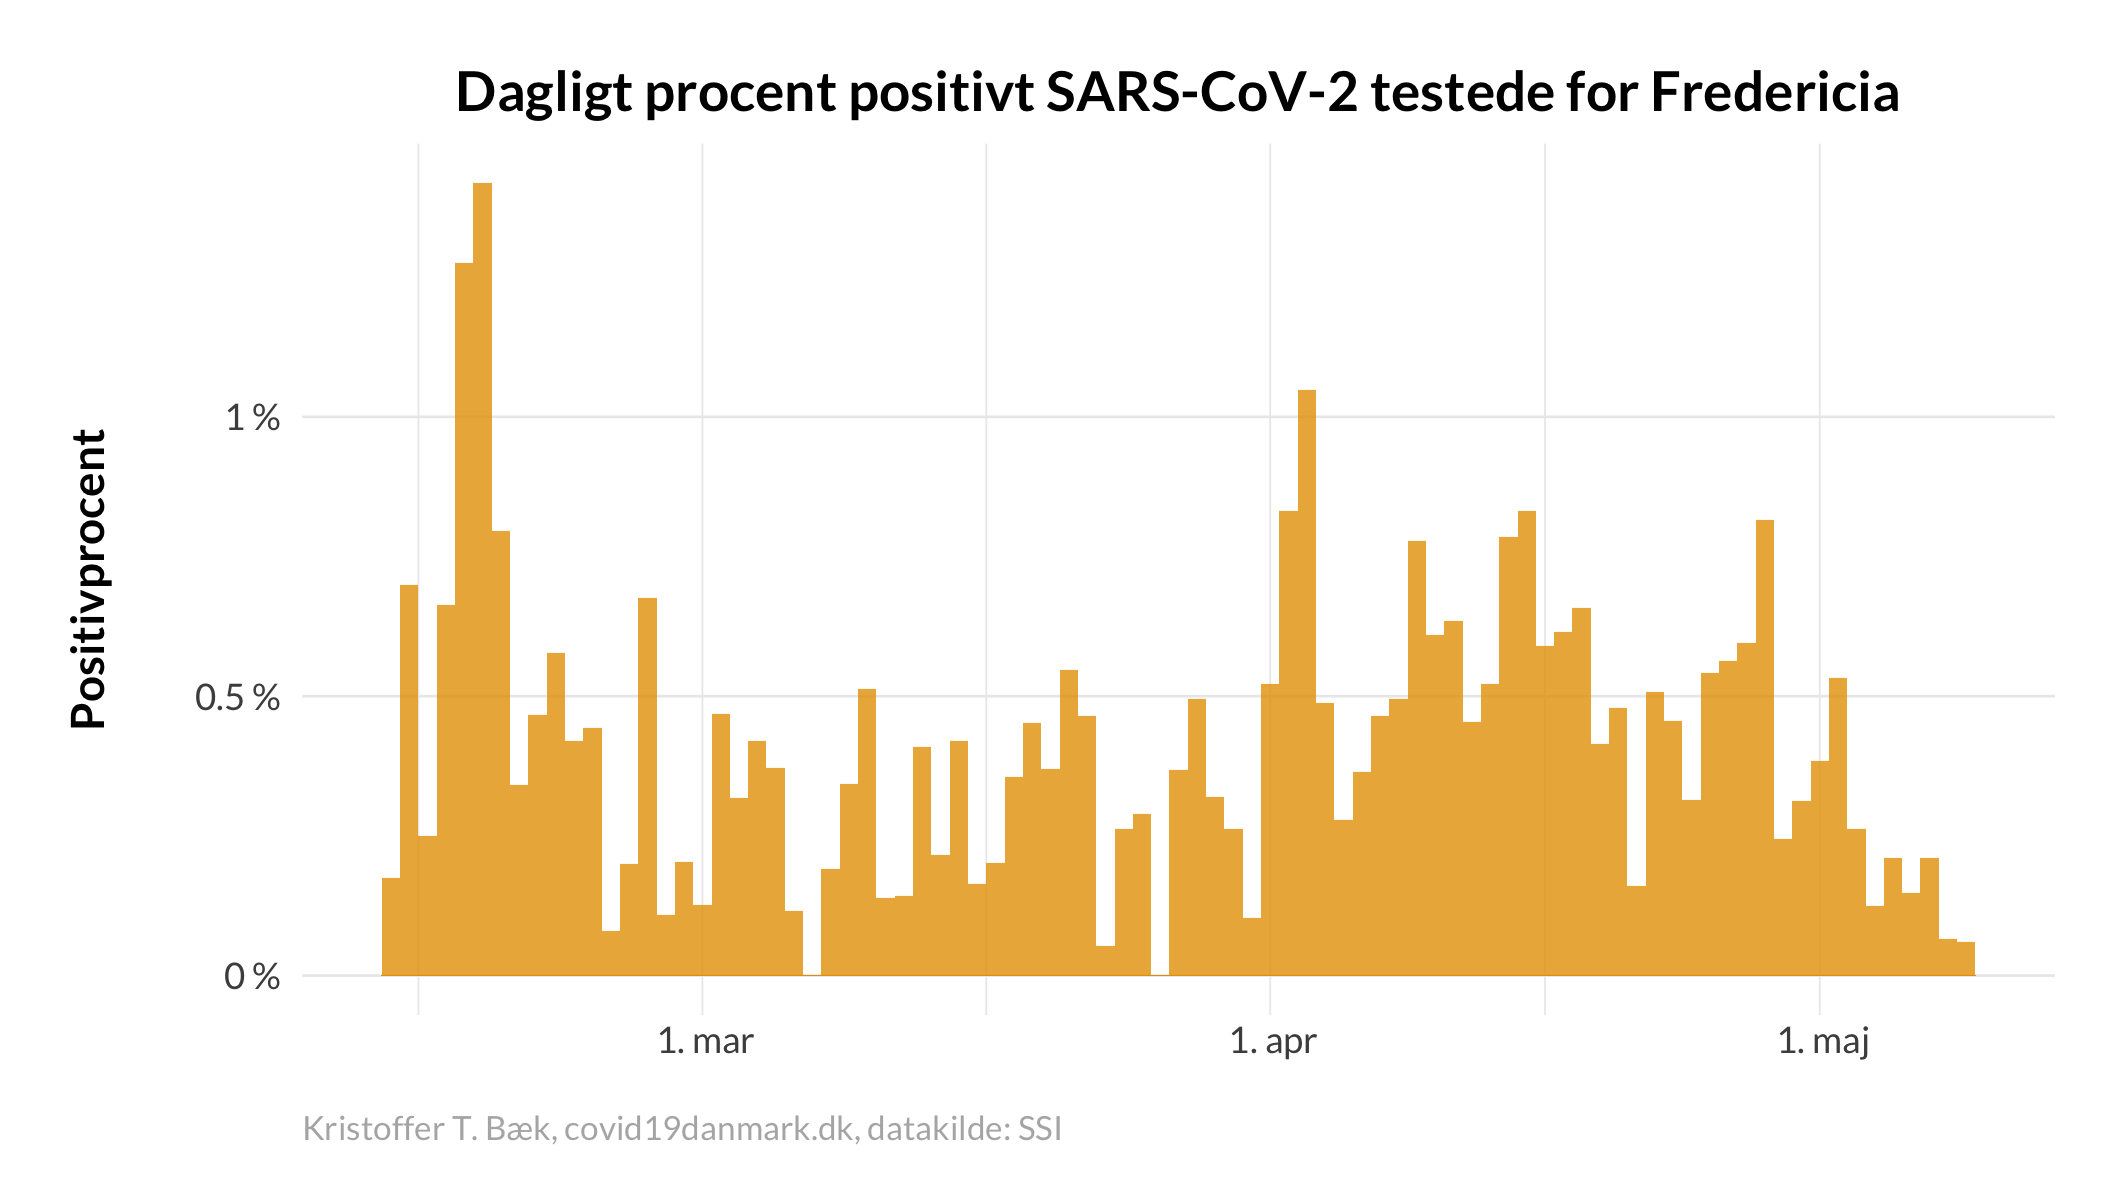 Dagligt procent positivt SARS-CoV-2 testede for Fredericia
Positivprocent
1 %
0.5 %
0 %
1. mar
1. apr
1. maj
Kristoffer T. Bæk, covid19danmark.dk, datakilde: SSI